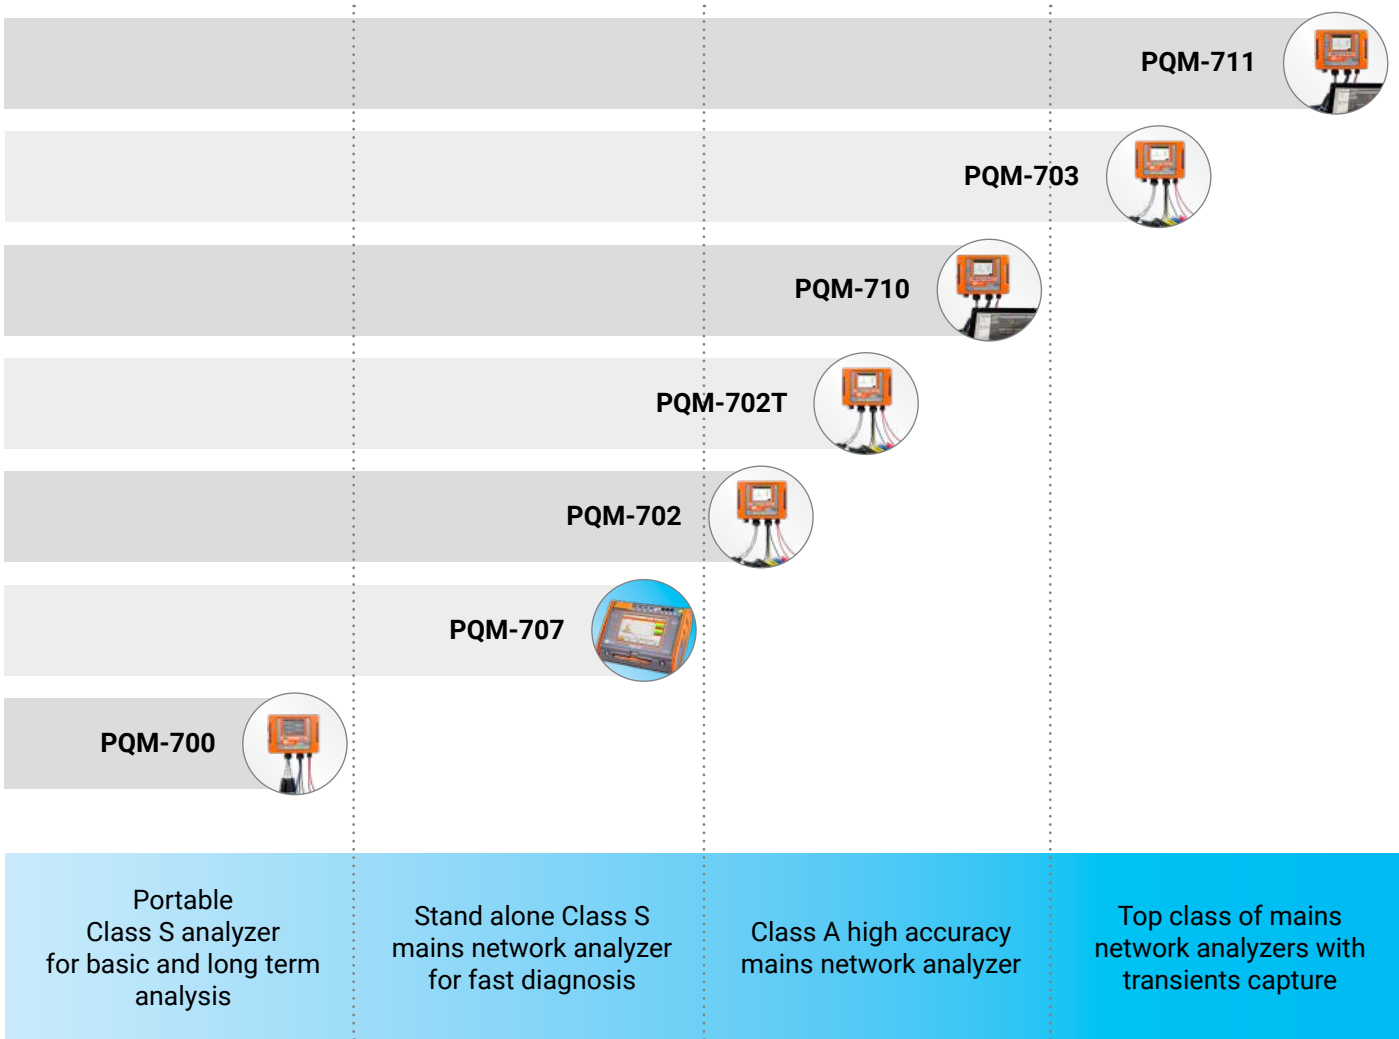 PQM-711
PQM-703
PQM-710
PQM-702T
PQM-702
PQM-707
PQM-700
Portable
Class S analyzer
for basic and long term
analysis
Stand alone Class S
mains network analyzer
for fast diagnosis
Class A high accuracy
mains network analyzer
Top class of mains
network analyzers with
transients capture